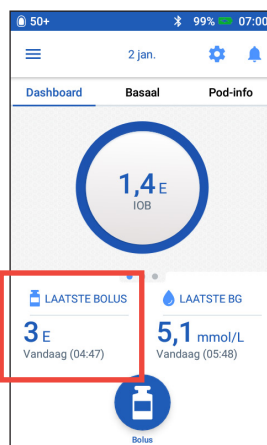 50+ 99% 07:00
2 jan.
Dashboard Basaal Pod-info
1,4 E
IOB
LAATSTE BOLUS LAATSTE BG
3 E 5,1 mmol/L
Vandaag (04:47) Vandaag (05:48)
Bolus